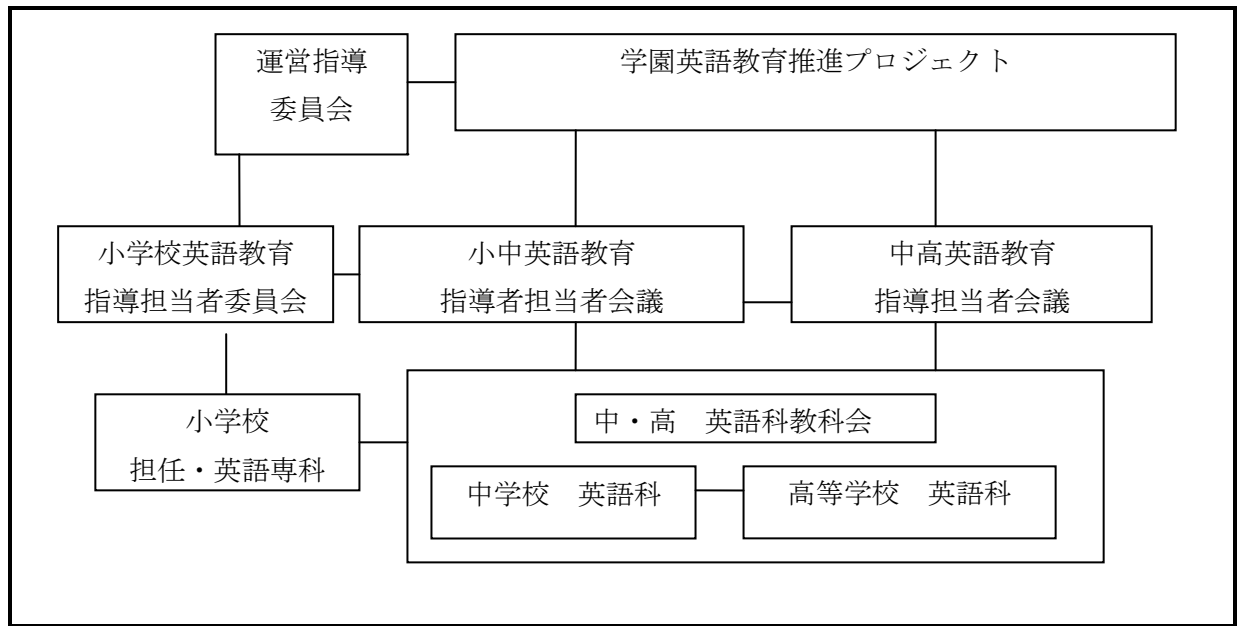 運営指導
委員会
学園英語教育推進プロジェクト
小学校英語教育
指導担当者委員会
小中英語教育
指導者担当者会議
中高英語教育
指導担当者会議
小学校
担任・英語専科
中・高　英語科教科会
中学校　英語科
高等学校　英語科